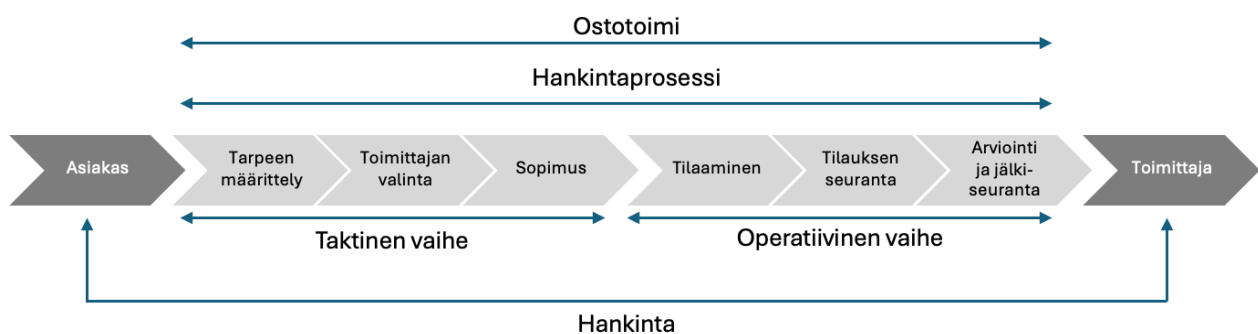 Ostotoimi
Hankintaprosessi
Asiakas
Tarpeen
määrittely
Toimittajan
valinta
Sopimus
Tilaaminen
Tilauksen
seuranta
Arviointi
ja jälki-
seuranta
Toimittaja
Taktinen vaihe
Operatiivinen vaihe
Hankinta